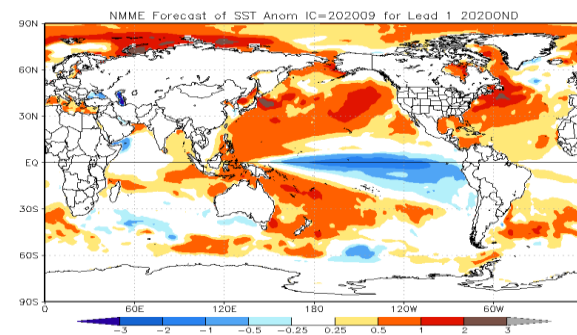 NMME Forecast of SST Anom IC=202009 for Lead 1 2020OND
90N
60N
30N
EQ
30S
60S
90S
0 60E 120E 180 120W 60W
-3 -2 -1 -0.5 -0.25 0.25 0.5 1 2